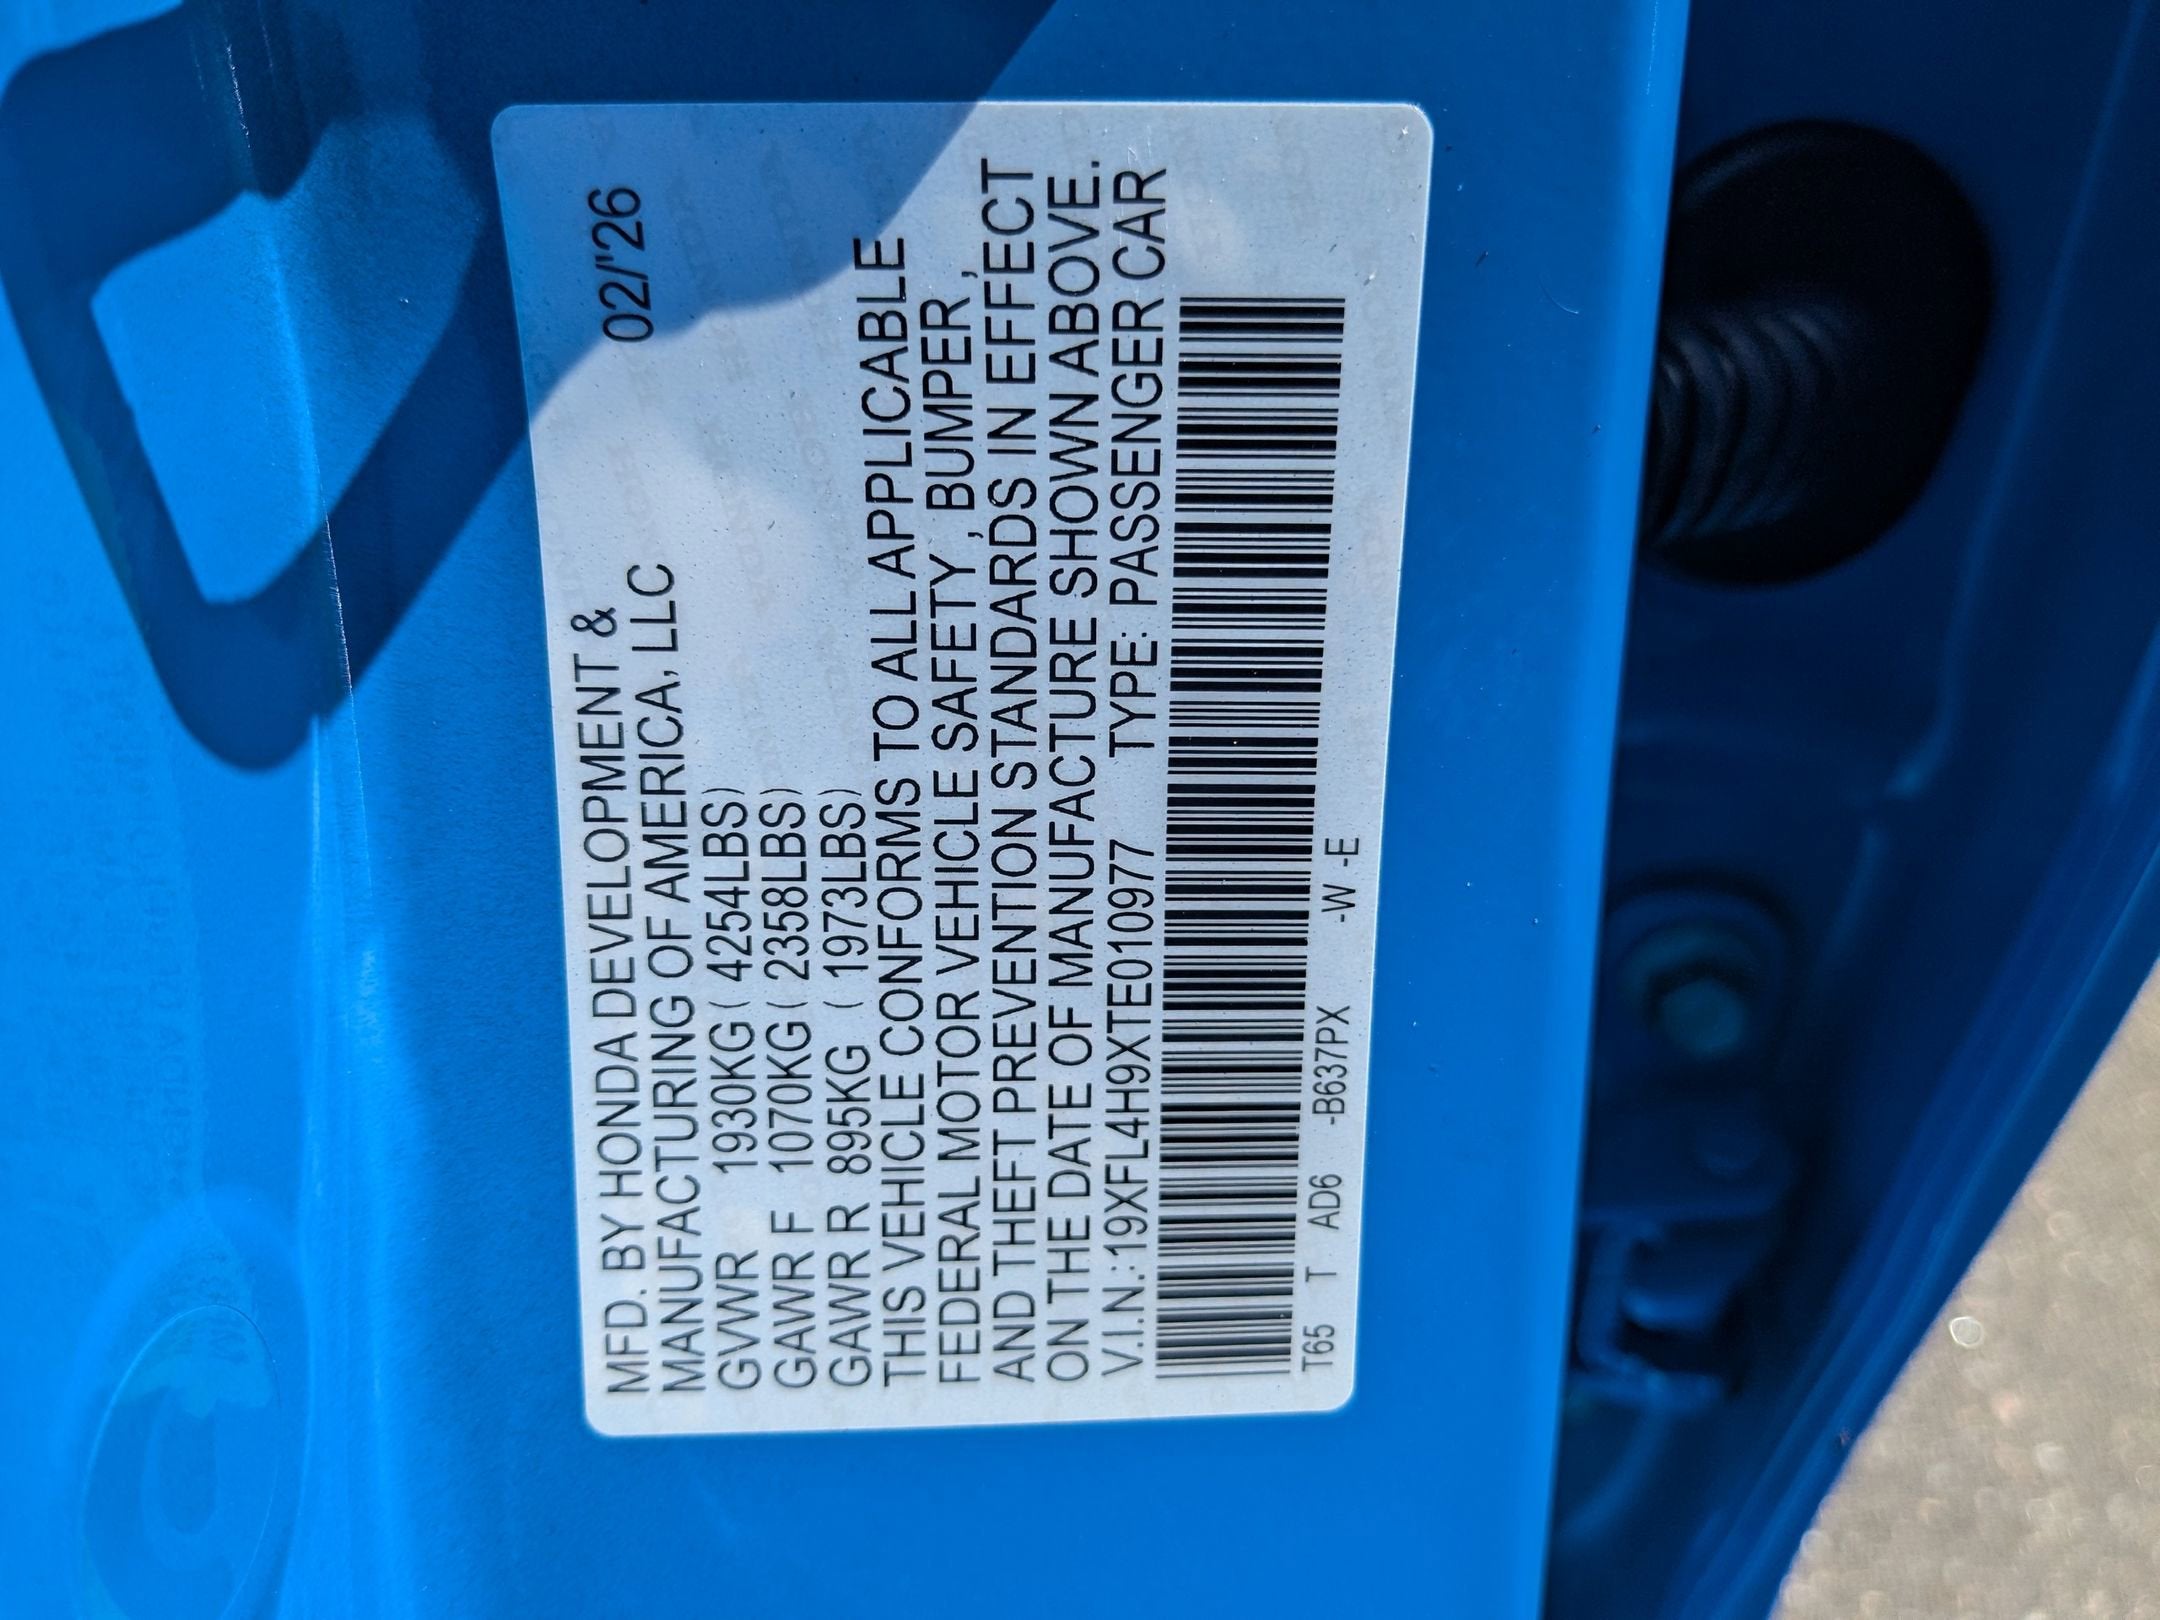 02/'26
MFD. BY HONDA DEVELOPMENT &
MANUFACTURING OF AMERICA, LLC
GVWR 1930KG ( 4254LBS)
GAWR F 1070KG ( 2358LBS)
GAWR R 895KG ( 1973LBS)
THIS VEHICLE CONFORMS TO ALL APPLICABLE
FEDERAL MOTOR VEHICLE SAFETY , BUMPER ,
AND THEFT PREVENTION STANDARDS IN EFFECT
ON THE DATE OF MANUFACTURE SHOWN ABOVE.
V.I.N.:19XFL4H9XTE010977 TYPE: PASSENGER CAR
T65 T AD6 -B637PX -W -E